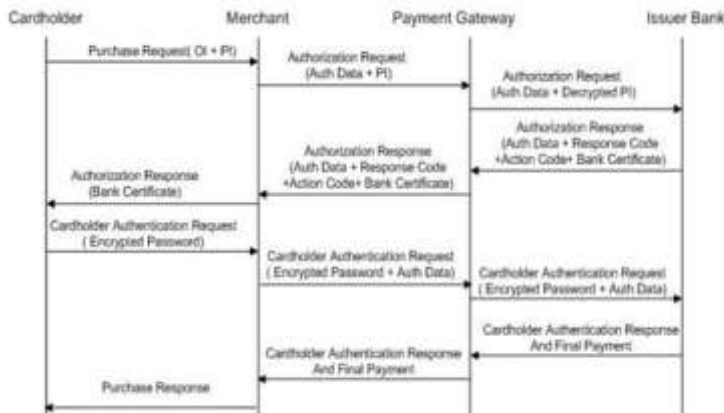 Cardholder
Merchant
Payment Gateway
Issuer Bank
Purchase Request( OI + PI)
Authorization Request
(Auth Data + PI)
Authorization Request
(Auth Data + Decrypted PI)
Authorization Response
(Auth Data + Response Code
+Action Code+ Bank Certificate)
Authorization Response
(Auth Data + Response Code
+Action Code+ Bank Certificate)
Authorization Response
(Bank Certificate)
Cardholder Authentication Request
( Encrypted Password)
Cardholder Authentication Request
( Encrypted Password + Auth Data)
Cardholder Authentication Request
( Encrypted Password + Auth Data)
Cardholder Authentication Response
And Final Payment
Cardholder Authentication Response
And Final Payment
Purchase Response